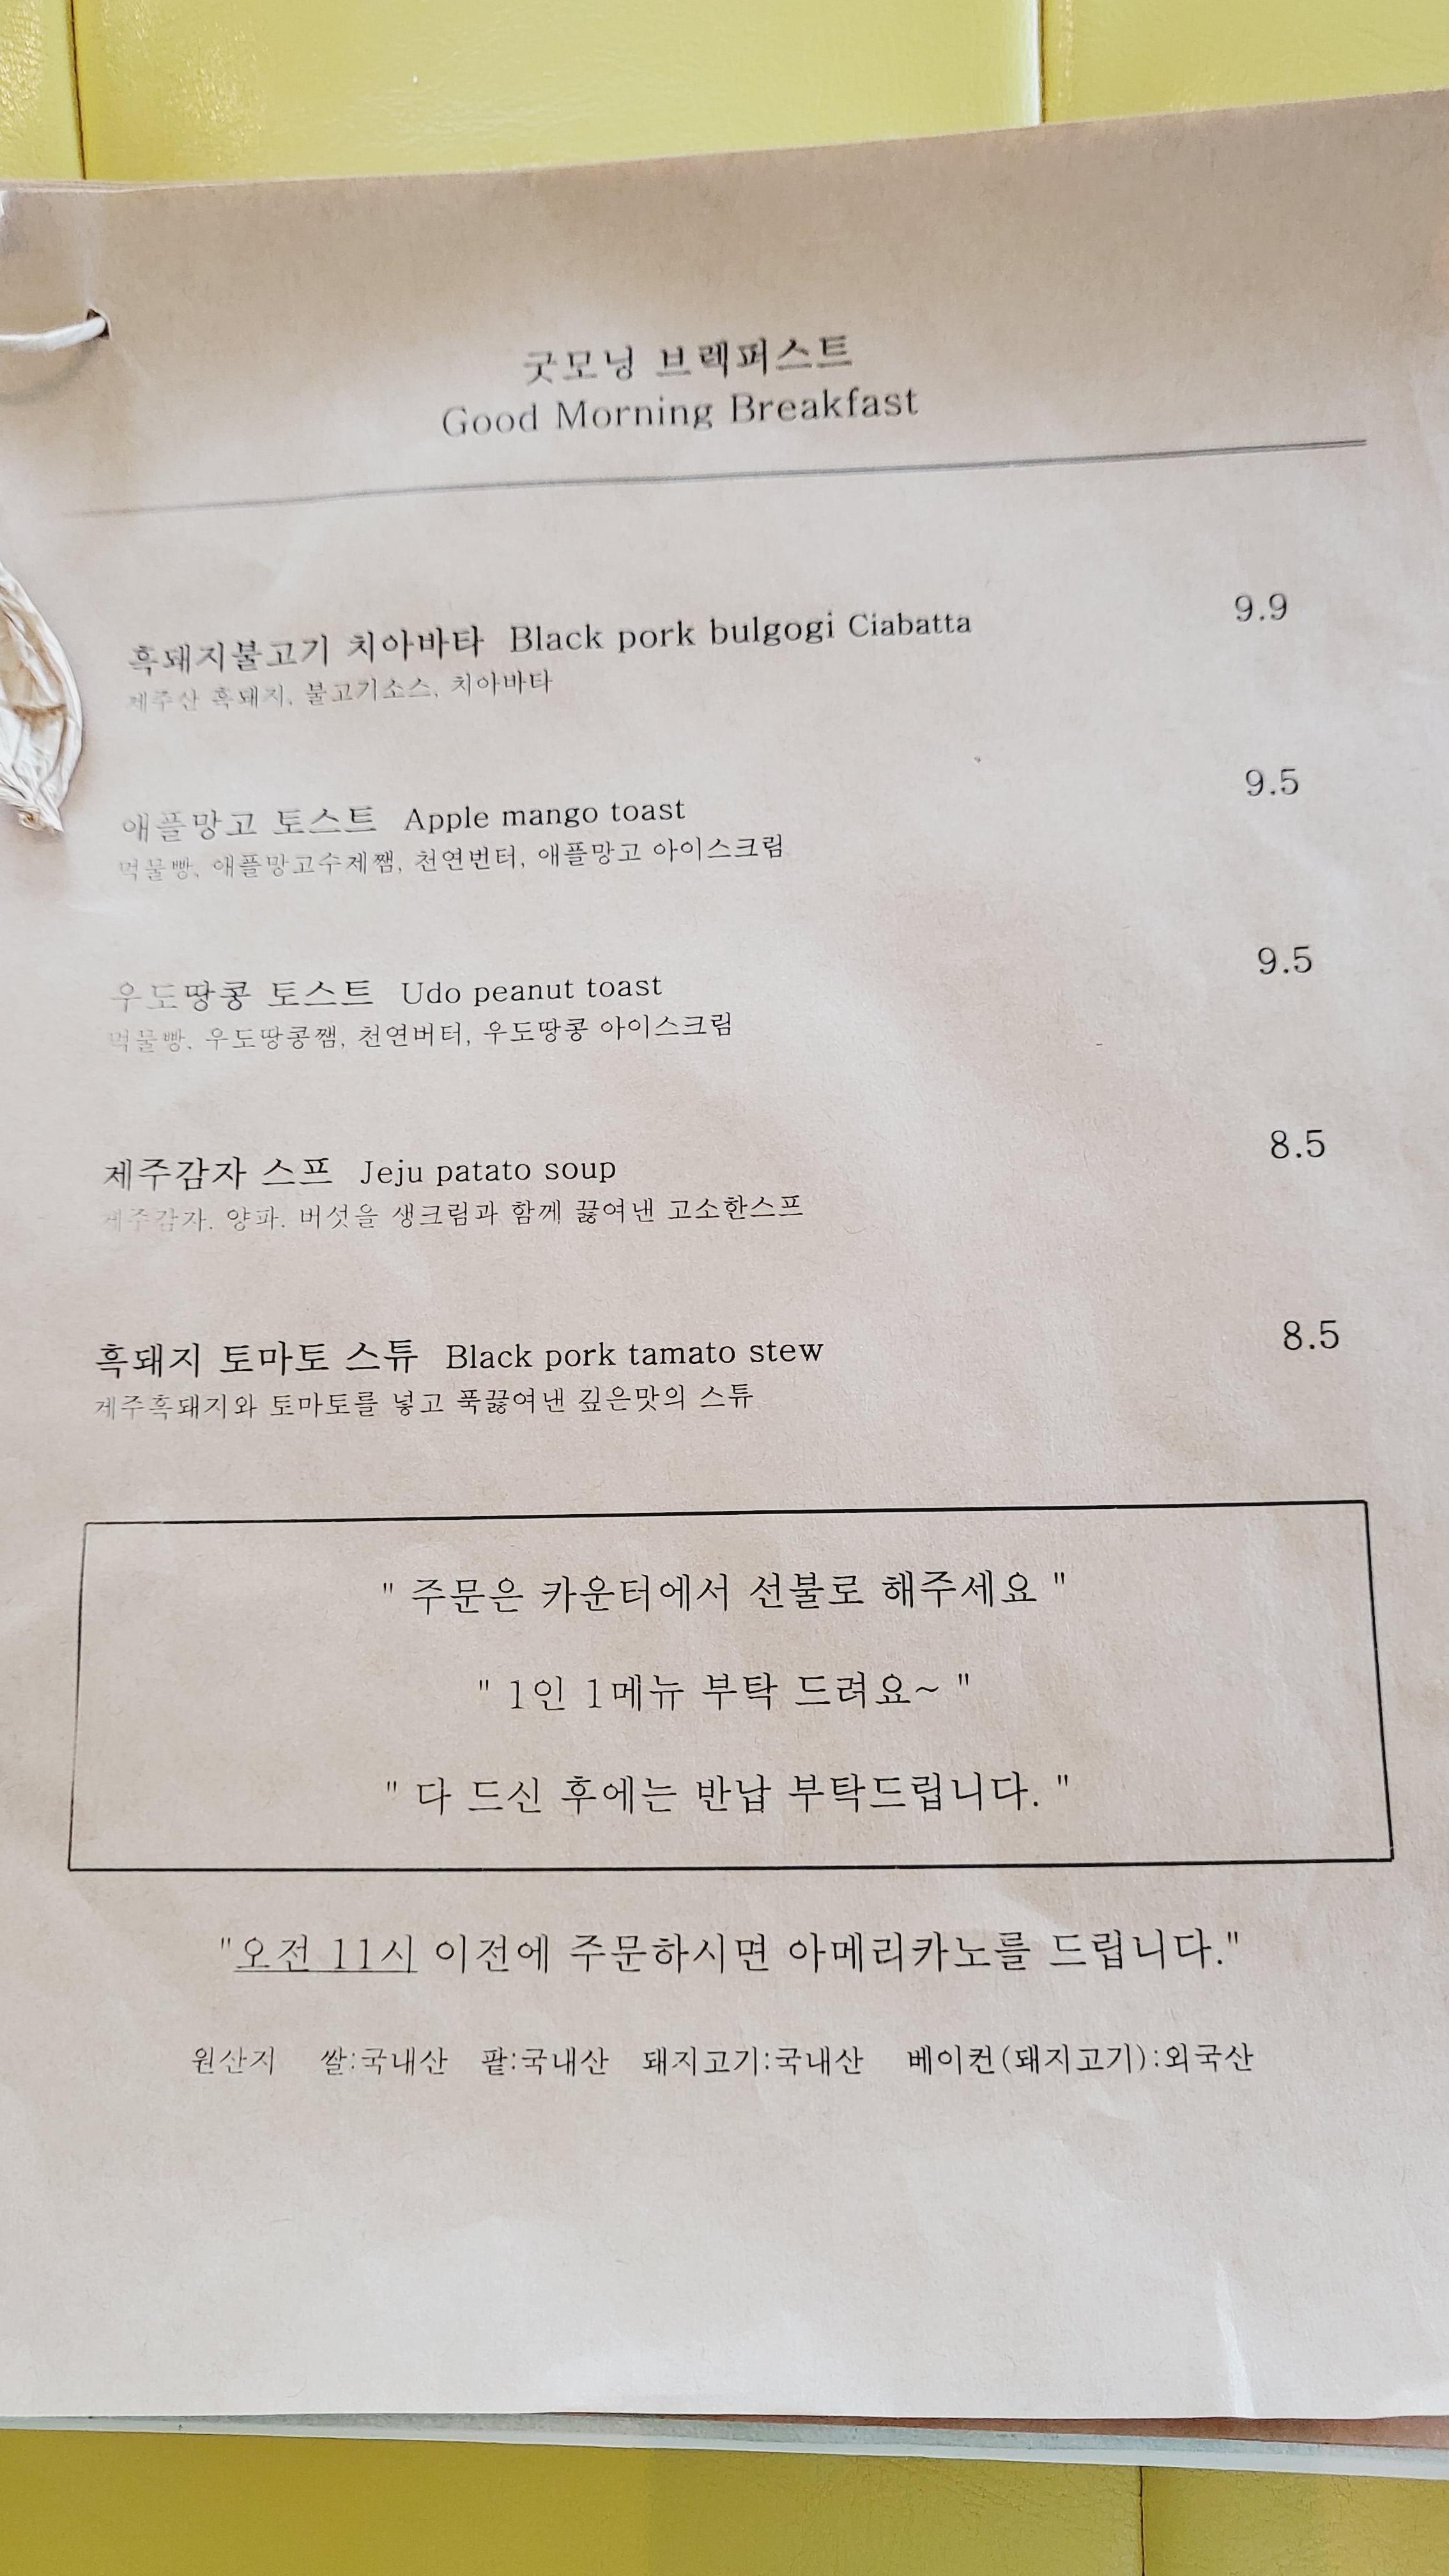 굿모닝 브레퍼스트
Good Morning Breakfast
흑돼지불고기 치아바타 Black pork bulgogi Ciabatta 9.9
제주산 흑돼지, 불고기소스, 치아바타
애플망고 토스트 Apple mango toast 9.5
먹물빵, 애플망고수제쨈, 천연번터, 애플망고 아이스크림
우도땅콩 토스트 Udo peanut toast 9.5
먹물빵, 우도땅콩쨈, 천연버터, 우도땅콩 아이스크림
제주감자 스프 Jeju patato soup 8.5
제주감자. 양파. 버섯을 생크림과 함께 끓여낸 고소한스프
흑돼지 토마토 스튜 Black pork tamato stew 8.5
제주흑돼지와 토마토를 넣고 푹끓여낸 깊은맛의 스튜
" 주문은 카운터에서 선불로 해주세요 "
" 1인 1메뉴 부탁 드려요~ "
" 다 드신 후에는 반납 부탁드립니다. "
"오전 11시 이전에 주문하시면 아메리카노를 드립니다."
원산지 쌀:국내산 팥:국내산 돼지고기:국내산 베이컨(돼지고기):외국산